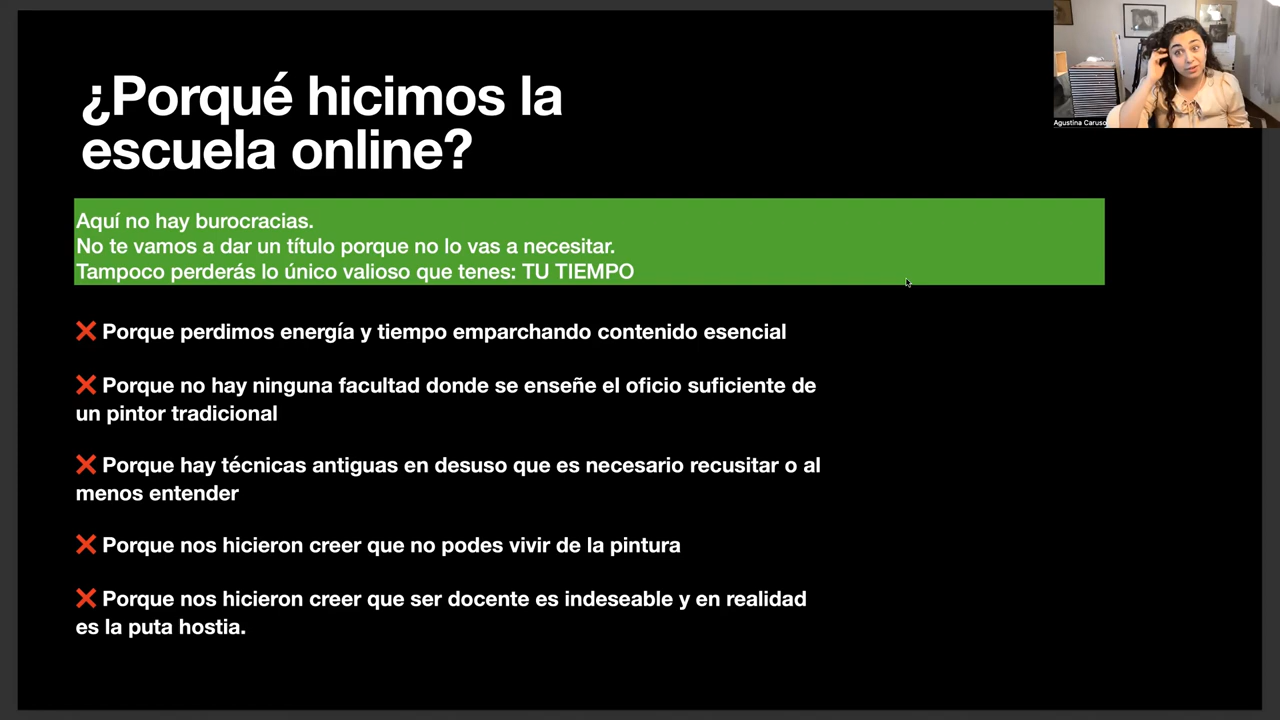 ¿Porqué hicimos la
escuela online?
Agustina Caruso
Aquí no hay burocracias.
No te vamos a dar un título porque no lo vas a necesitar.
Tampoco perderás lo único valioso que tenes: TU TIEMPO
❌ Porque perdimos energía y tiempo emparchando contenido esencial
❌ Porque no hay ninguna facultad donde se enseñe el oficio suficiente de
un pintor tradicional
❌ Porque hay técnicas antiguas en desuso que es necesario recusitar o al
menos entender
❌ Porque nos hicieron creer que no podes vivir de la pintura
❌ Porque nos hicieron creer que ser docente es indeseable y en realidad
es la puta hostia.